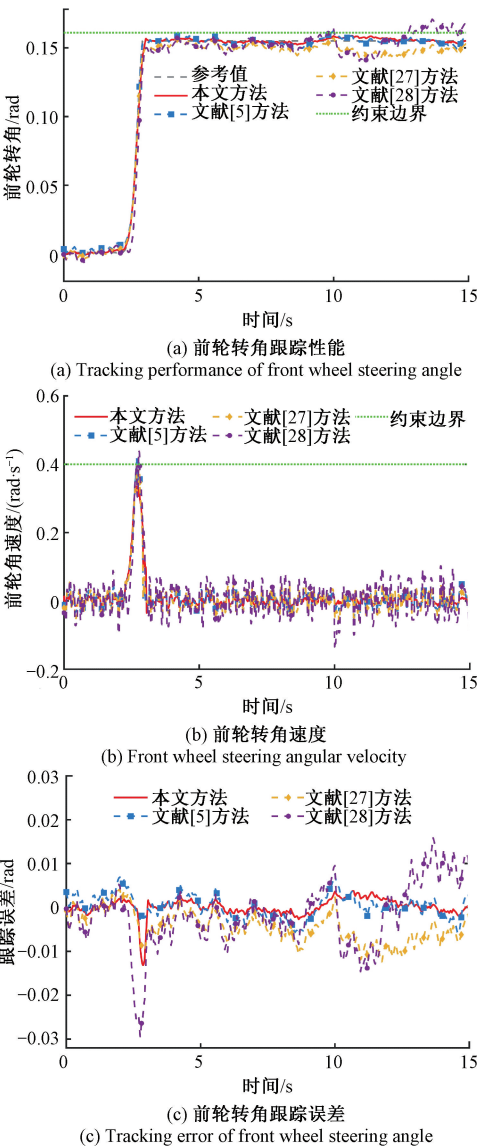 前轮转角/rad
0.15
0.10
0.05
0
参考值
本文方法
文献[5]方法
文献[27]方法
文献[28]方法
约束边界
0 5 10 15
时间/s
(a) 前轮转角跟踪性能
(a) Tracking performance of front wheel steering angle
前轮角速度/(rad·s⁻¹)
0.6
0.4
0.2
0
−0.2
本文方法
文献[5]方法
文献[27]方法
文献[28]方法
约束边界
0 5 10 15
时间/s
(b) 前轮转角速度
(b) Front wheel steering angular velocity
跟踪误差/rad
0.03
0.02
0.01
0
−0.01
−0.02
−0.03
本文方法
文献[5]方法
文献[27]方法
文献[28]方法
0 5 10 15
时间/s
(c) 前轮转角跟踪误差
(c) Tracking error of front wheel steering angle